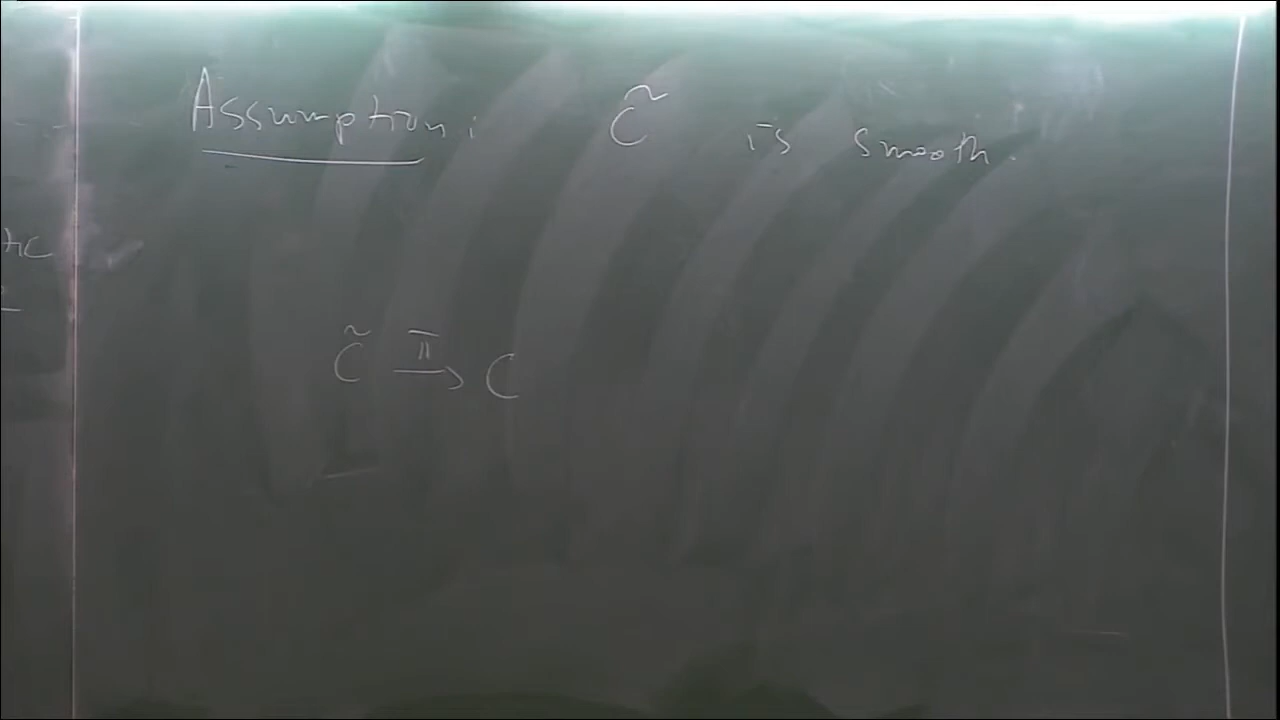 Assumption: C̃ is smooth.
C̃ π→ C